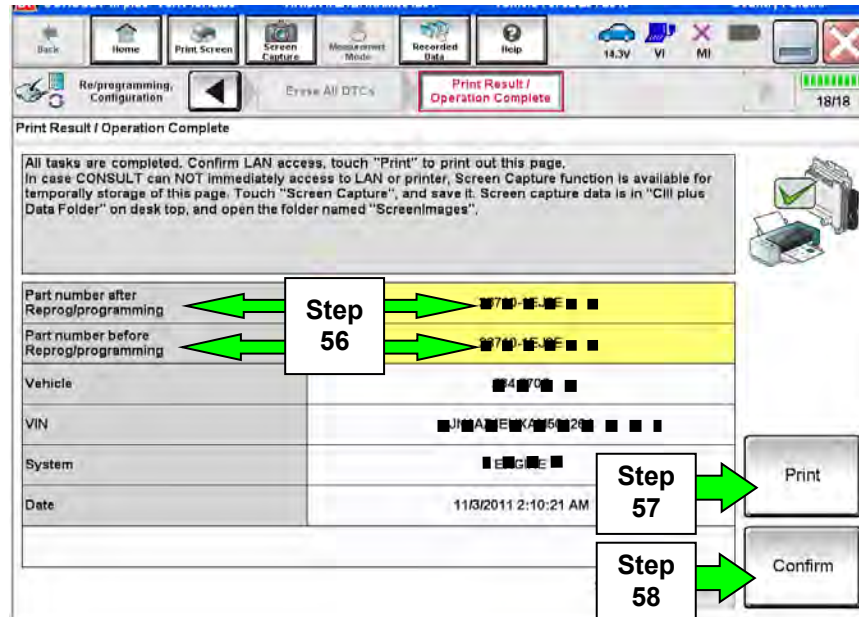 Back
Home
Print Screen
Screen
Capture
Measurement
Mode
Recorded
Data
Help
14.3V
VI
MI
Re/programming,
Configuration
Erase All DTCs
Print Result /
Operation Complete
18/18
Print Result / Operation Complete
All tasks are completed. Confirm LAN access, touch "Print" to print out this page.
In case CONSULT can NOT immediately access to LAN or printer, Screen Capture function is available for
temporally storage of this page. Touch "Screen Capture", and save it. Screen capture data is in "CIII plus
Data Folder" on desk top, and open the folder named "ScreenImages".
Part number after
Reprog/programming
Part number before
Reprog/programming
Step
56
Vehicle
VIN
System
Date
11/3/2011 2:10:21 AM
Step
57
Print
Step
58
Confirm